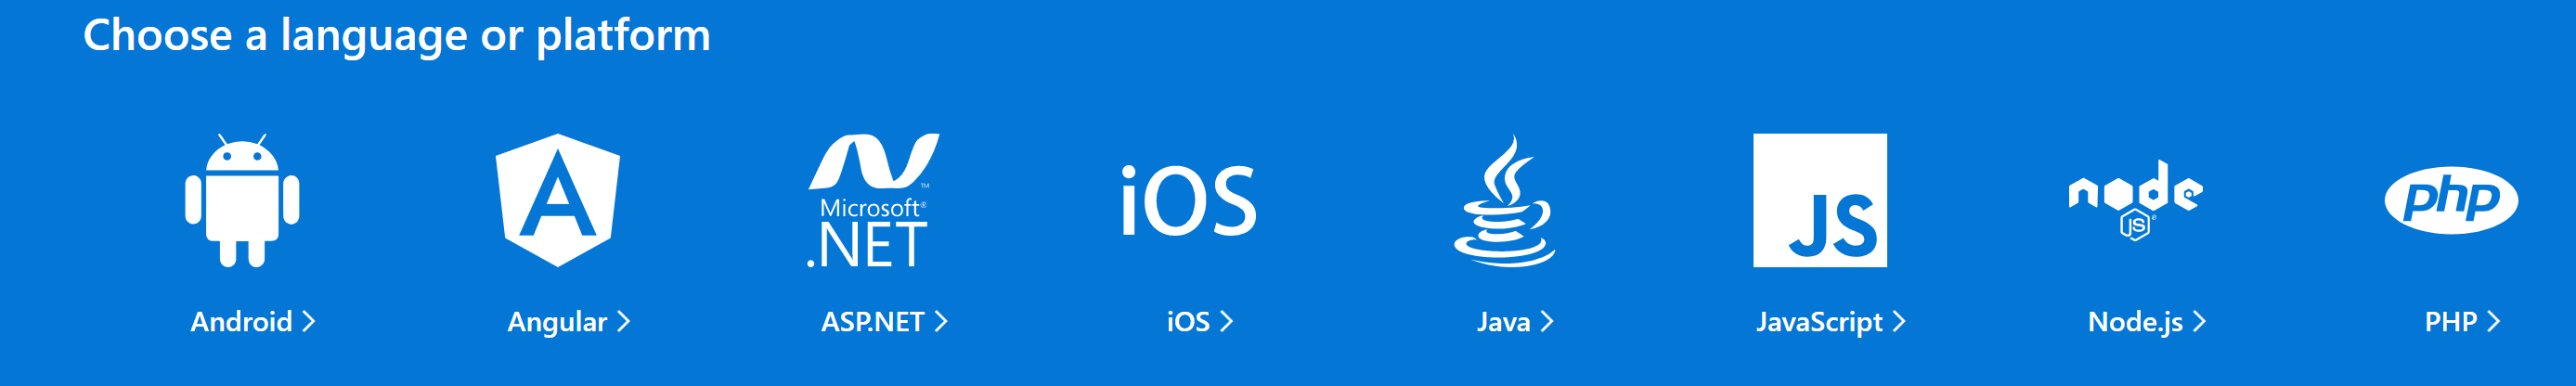 Choose a language or platform
A
Microsoft®
.NET
™
iOS
JS
node
JS
®
php
Android >
Angular >
ASP.NET >
iOS >
Java >
JavaScript >
Node.js >
PHP >